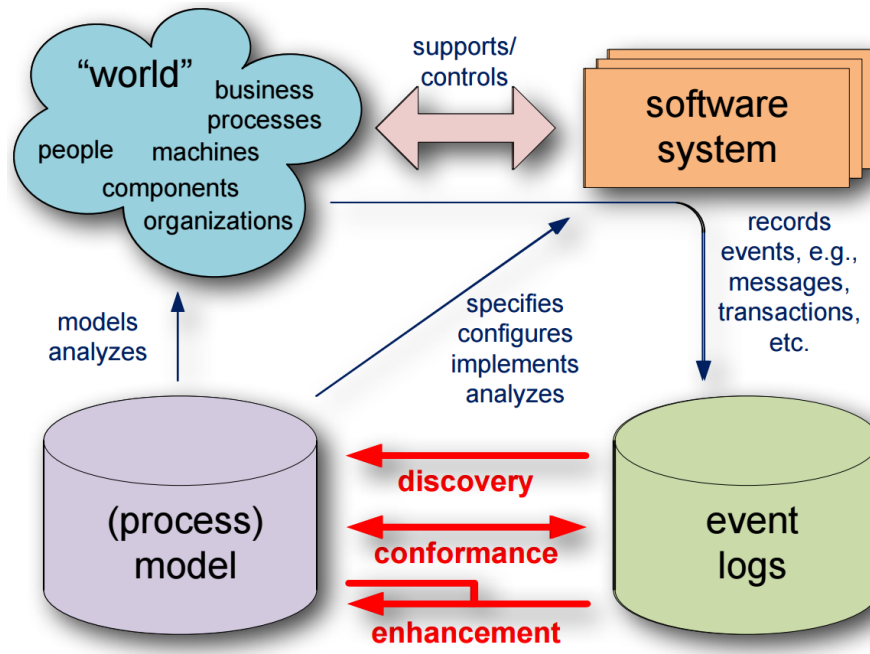 “world”
business
processes
people
machines
components
organizations
supports/
controls
software
system
records
events, e.g.,
messages,
transactions,
etc.
models
analyzes
specifies
configures
implements
analyzes
(process)
model
discovery
conformance
enhancement
event
logs